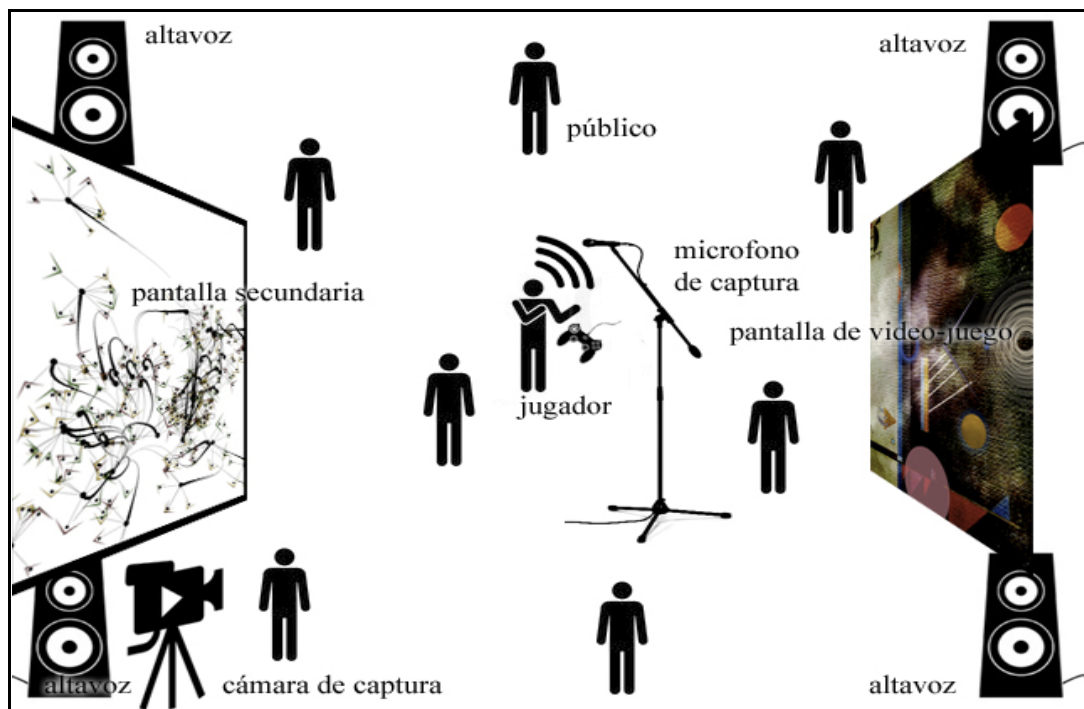 altavoz
altavoz
público
microfono
de captura
pantalla secundaria
pantalla de video-juego
jugador
altavoz
cámara de captura
altavoz